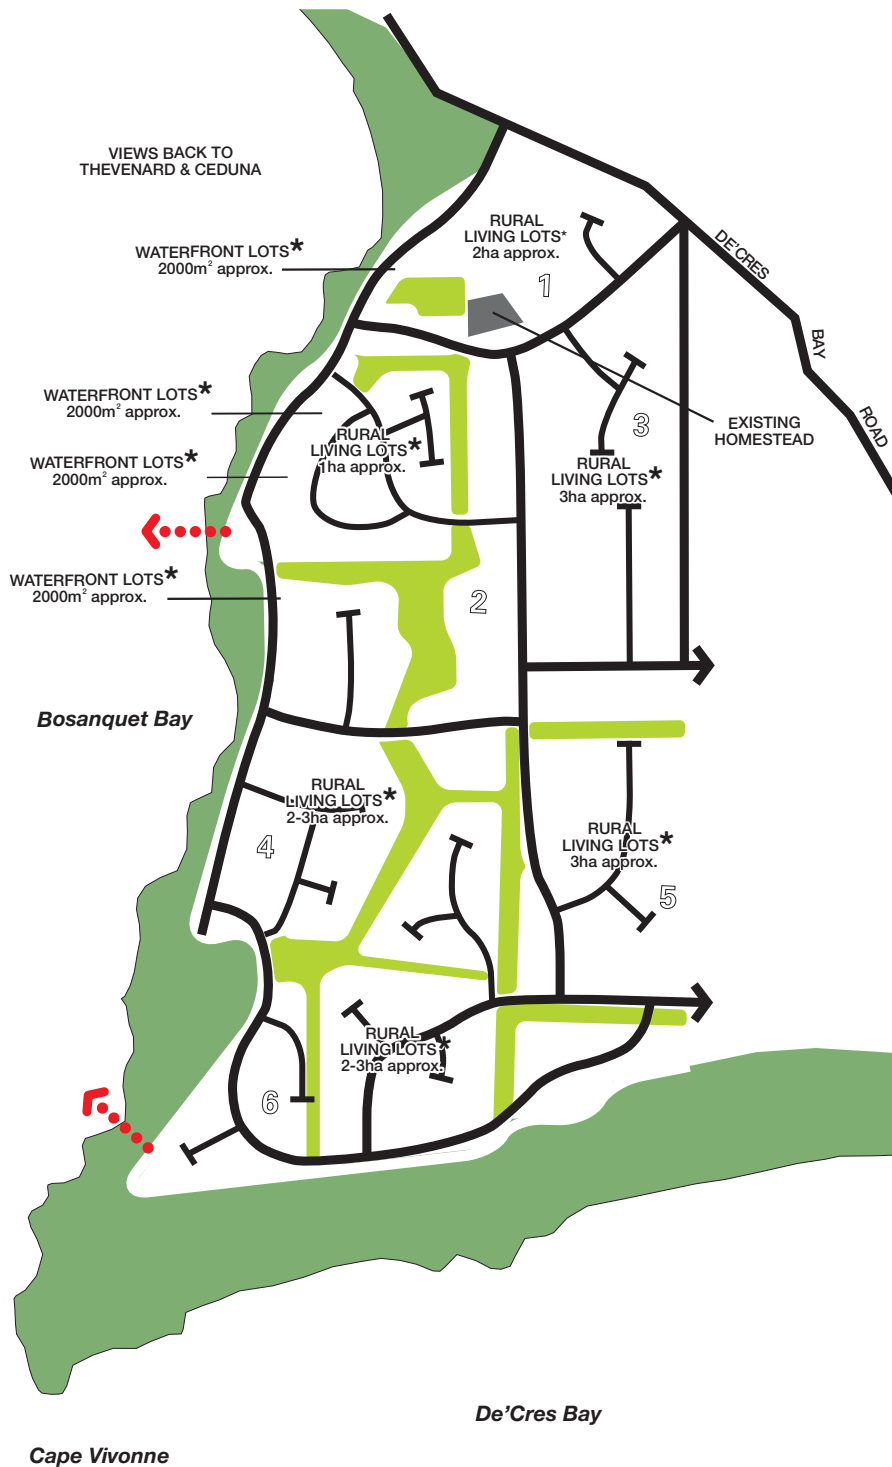 VIEWS BACK TO
THEVENARD & CEDUNA
WATERFRONT LOTS*
2000m² approx.
RURAL
LIVING LOTS*
2ha approx.
1
DE'CRES
BAY
ROAD
WATERFRONT LOTS*
2000m² approx.
WATERFRONT LOTS*
2000m² approx.
RURAL
LIVING LOTS*
1ha approx.
3
EXISTING
HOMESTEAD
RURAL
LIVING LOTS*
3ha approx.
WATERFRONT LOTS*
2000m² approx.
2
Bosanquet Bay
RURAL
LIVING LOTS*
2-3ha approx.
4
RURAL
LIVING LOTS*
3ha approx.
5
RURAL
LIVING LOTS*
2-3ha approx.
6
De'Cres Bay
Cape Vivonne